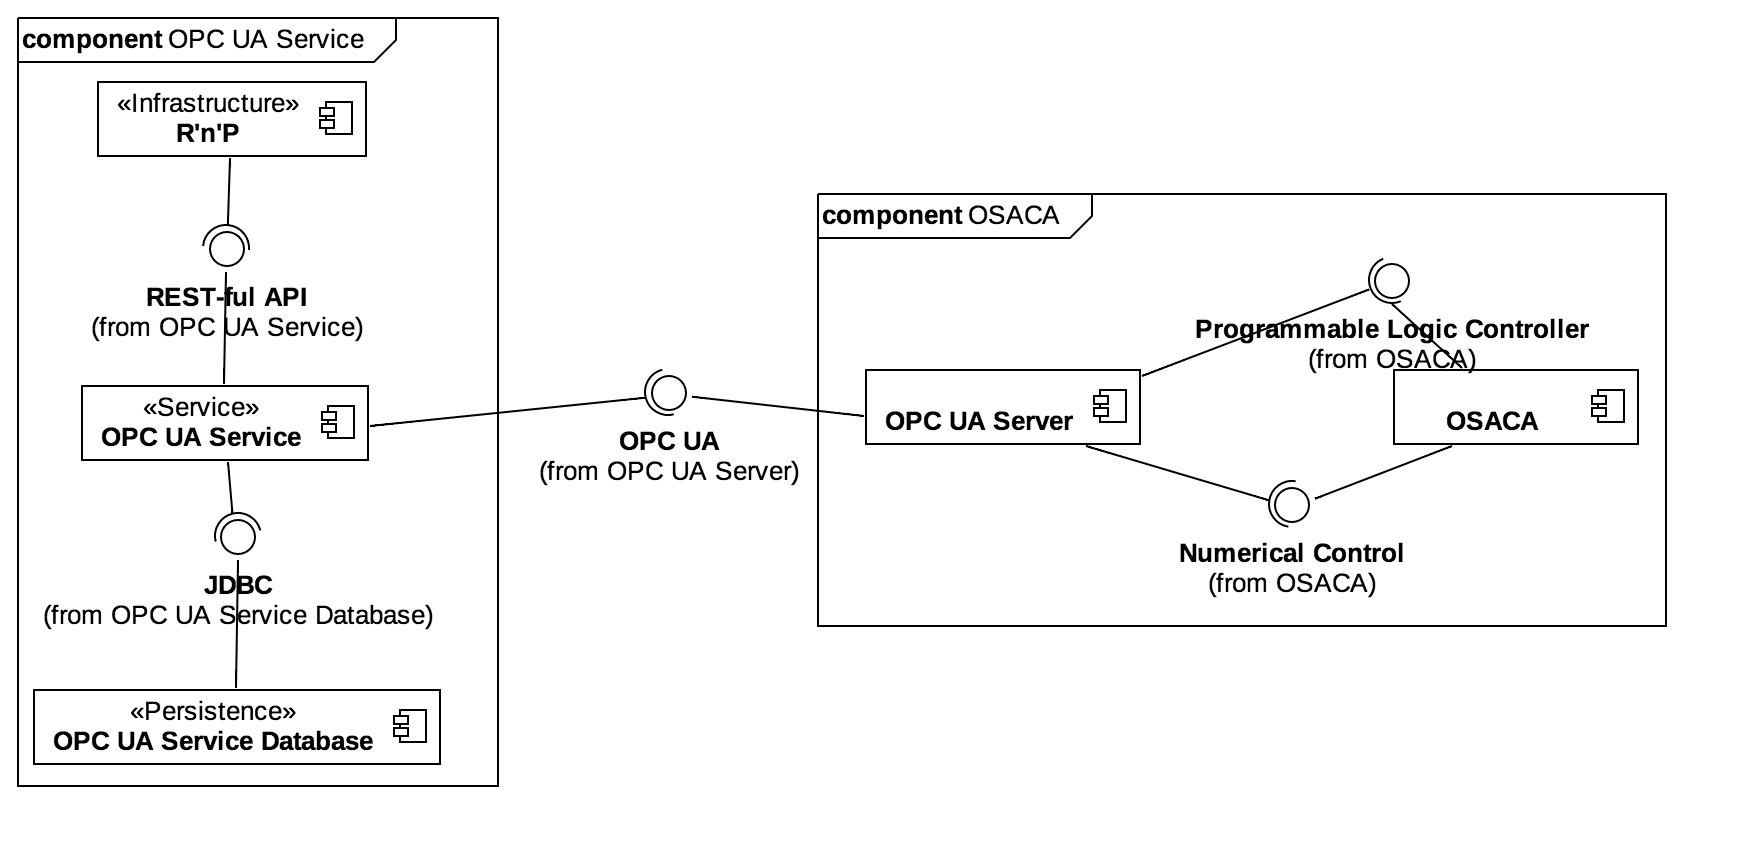 component OPC UA Service
«Infrastructure»
R'n'P
REST-ful API
(from OPC UA Service)
«Service»
OPC UA Service
JDBC
(from OPC UA Service Database)
«Persistence»
OPC UA Service Database
OPC UA
(from OPC UA Server)
component OSACA
Programmable Logic Controller
(from OSACA)
OPC UA Server
OSACA
Numerical Control
(from OSACA)